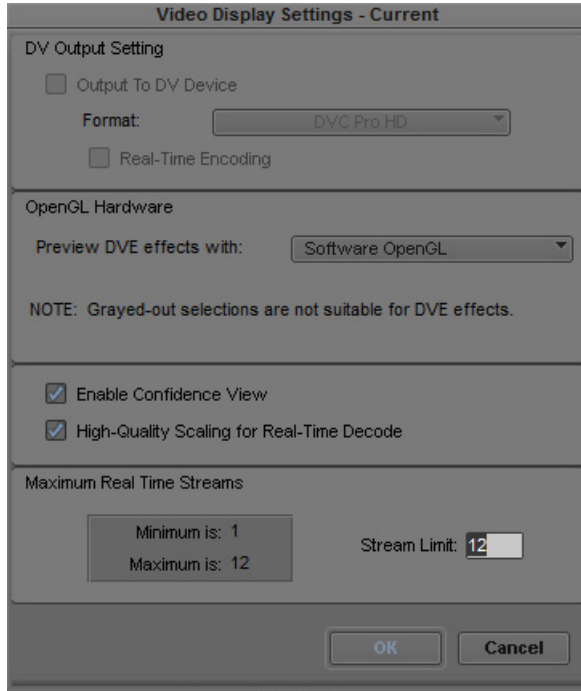 Video Display Settings - Current
DV Output Setting
Output To DV Device
Format: DVC Pro HD
Real-Time Encoding
OpenGL Hardware
Preview DVE effects with: Software OpenGL
NOTE: Grayed-out selections are not suitable for DVE effects.
Enable Confidence View
High-Quality Scaling for Real-Time Decode
Maximum Real Time Streams
Minimum is: 1
Maximum is: 12
Stream Limit: 12
OK Cancel